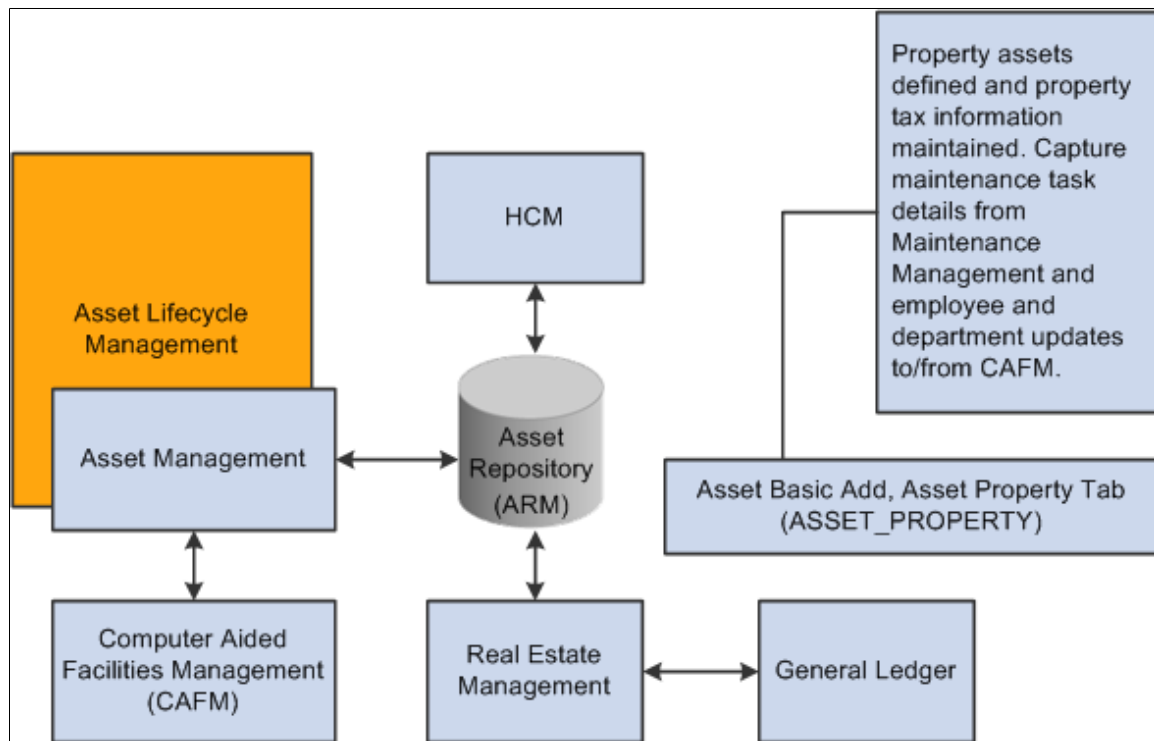 Property assets
defined and property
tax information
maintained. Capture
maintenance task
details from
Maintenance
Management and
employee and
department updates
to/from CAFM.
HCM
Asset Lifecycle
Management
Asset Management
Asset
Repository
(ARM)
Asset Basic Add, Asset Property Tab
(ASSET_PROPERTY)
Computer Aided
Facilities Management
(CAFM)
Real Estate
Management
General Ledger